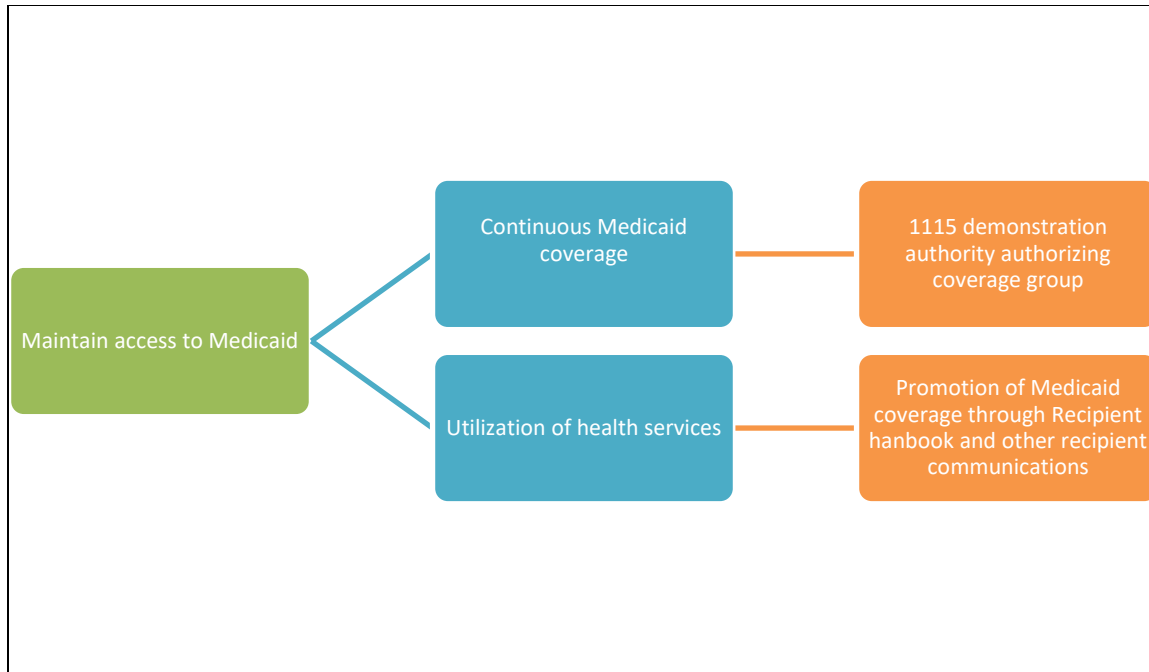 Maintain access to Medicaid
Continuous Medicaid
coverage
Utilization of health services
1115 demonstration
authority authorizing
coverage group
Promotion of Medicaid
coverage through Recipient
hanbook and other recipient
communications